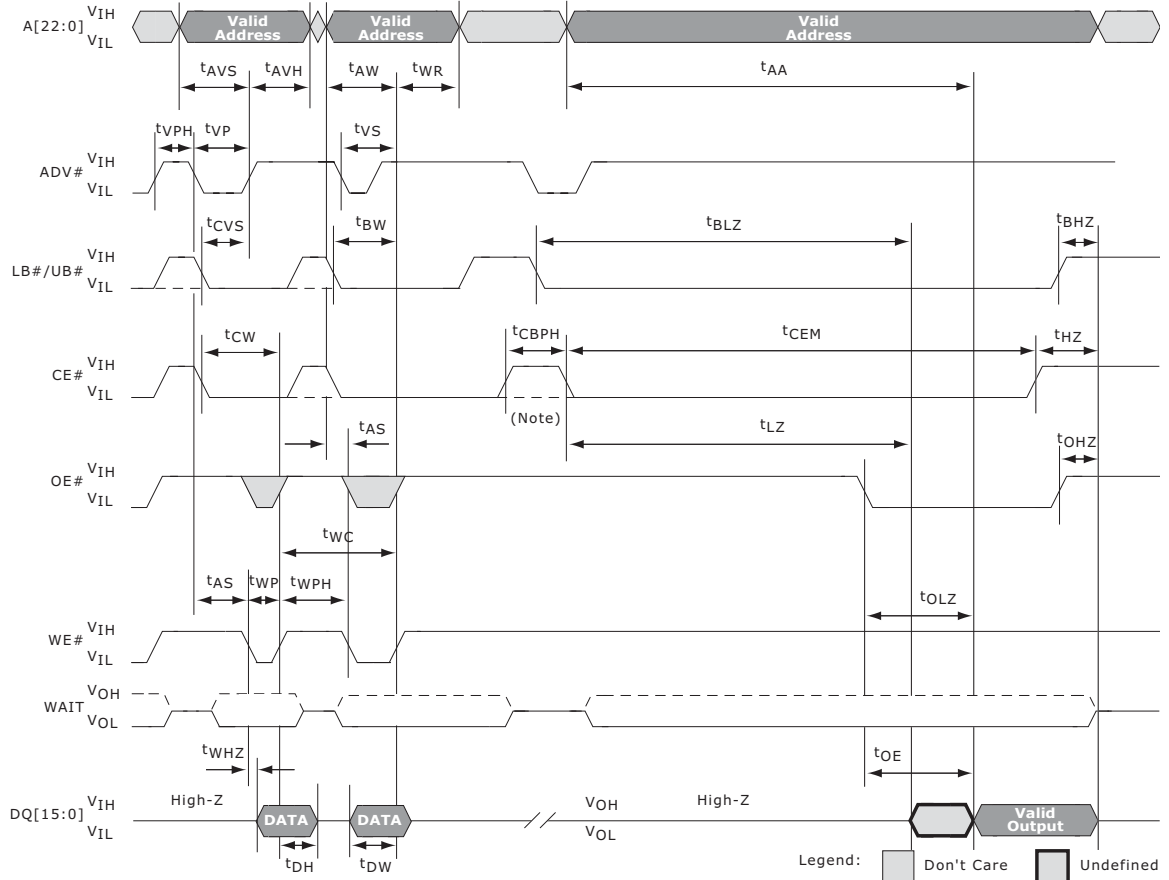 A[22:0] VIH Valid Address Valid Address Valid Address
VIL
tAVS tAVH tAW tWR tAA
tVPH tVP tVS
ADV# VIH
VIL
tCVS tBW tBLZ tBHZ
LB#/UB# VIH
VIL
tCW tCBPH tCEM tHZ
CE# VIH
VIL
(Note)
tAS tLZ tOHZ
OE# VIH
VIL
tWC
tAS tWP tWPH tOLZ
WE# VIH
VIL
WAIT VOH
VOL
tWHZ tOE
DQ[15:0] VIH High-Z DATA DATA VOH High-Z Valid Output
VIL VOL
tDH tDW
Legend: Don't Care Undefined